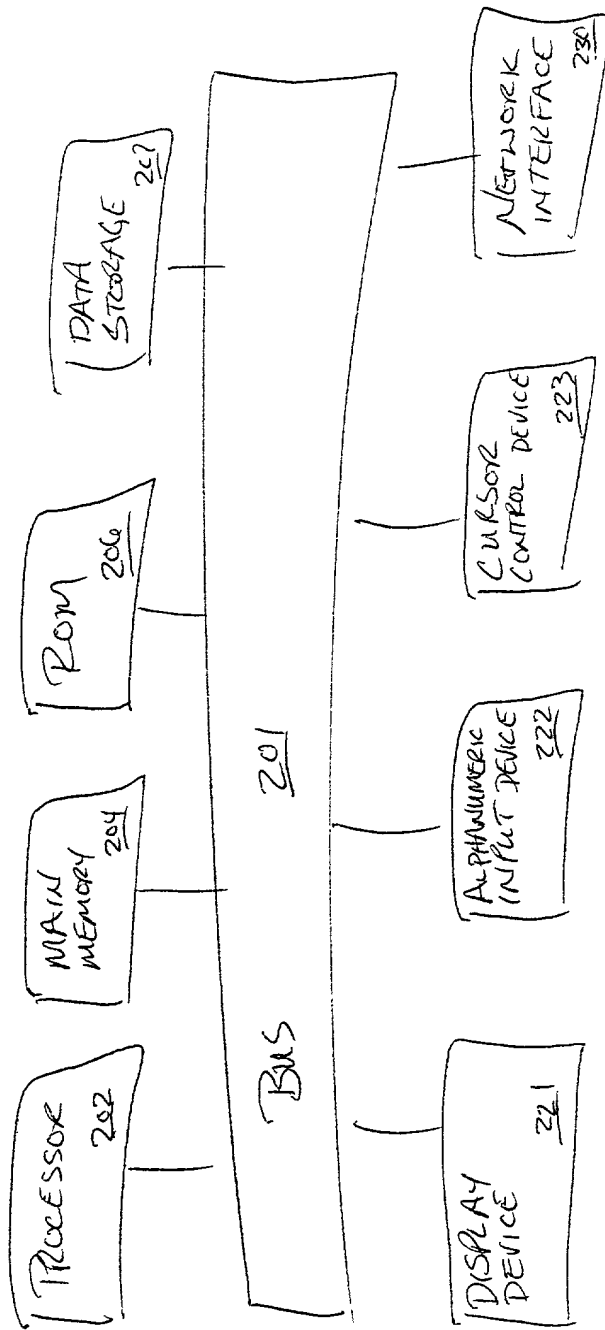 PROCESSOR
202
MAIN
MEMORY
204
ROM
206
DATA
STORAGE
207
BUS
201
DISPLAY
DEVICE
221
ALPHANUMERIC
INPUT DEVICE
222
CURSOR
CONTROL DEVICE
223
NETWORK
INTERFACE
230